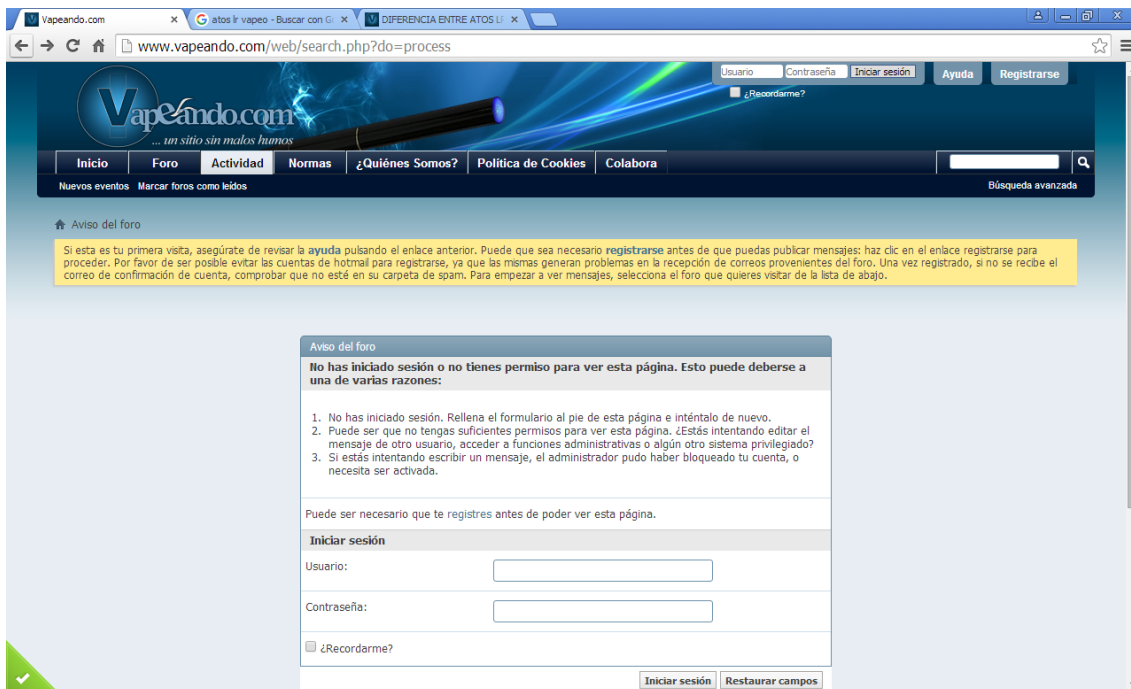 Vapeando.com
atos lr vapeo - Buscar con G
DIFERENCIA ENTRE ATOS L
www.vapeando.com/web/search.php?do=process
Usuario
Contraseña
Iniciar sesión
Ayuda
Registrarse
¿Recordarme?
Vapeando.com
... un sitio sin malos humos
Inicio
Foro
Actividad
Normas
¿Quiénes Somos?
Política de Cookies
Colabora
Nuevos eventos
Marcar foros como leídos
Búsqueda avanzada
Aviso del foro
Si esta es tu primera visita, asegúrate de revisar la ayuda pulsando el enlace anterior. Puede que sea necesario registrarse antes de que puedas publicar mensajes: haz clic en el enlace registrarse para
proceder. Por favor de ser posible evitar las cuentas de hotmail para registrarse, ya que las mismas generan problemas en la recepción de correos provenientes del foro. Una vez registrado, si no se recibe el
correo de confirmación de cuenta, comprobar que no esté en su carpeta de spam. Para empezar a ver mensajes, selecciona el foro que quieres visitar de la lista de abajo.
Aviso del foro
No has iniciado sesión o no tienes permiso para ver esta página. Esto puede deberse a
una de varias razones:
1. No has iniciado sesión. Rellena el formulario al pie de esta página e inténtalo de nuevo.
2. Puede ser que no tengas suficientes permisos para ver esta página. ¿Estás intentando editar el
mensaje de otro usuario, acceder a funciones administrativas o algún otro sistema privilegiado?
3. Si estás intentando escribir un mensaje, el administrador pudo haber bloqueado tu cuenta, o
necesita ser activada.
Puede ser necesario que te registres antes de poder ver esta página.
Iniciar sesión
Usuario:
Contraseña:
¿Recordarme?
Iniciar sesión
Restaurar campos